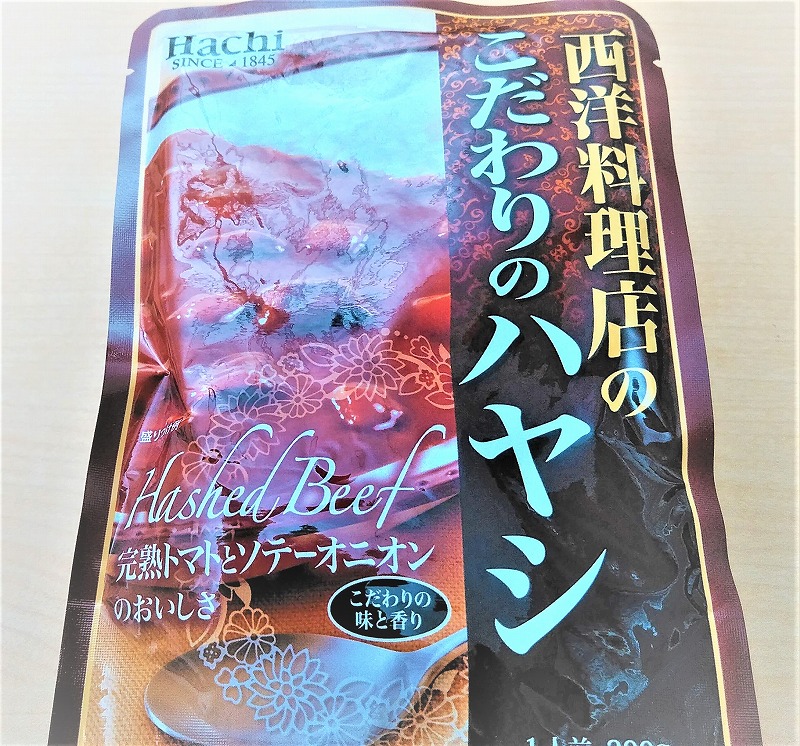 Hachi
SINCE 1845
西洋料理店の
こだわりのハヤシ
盛りつけ例
Hashed Beef
完熟トマトとソテーオニオン
のおいしさ
こだわりの
味と香り